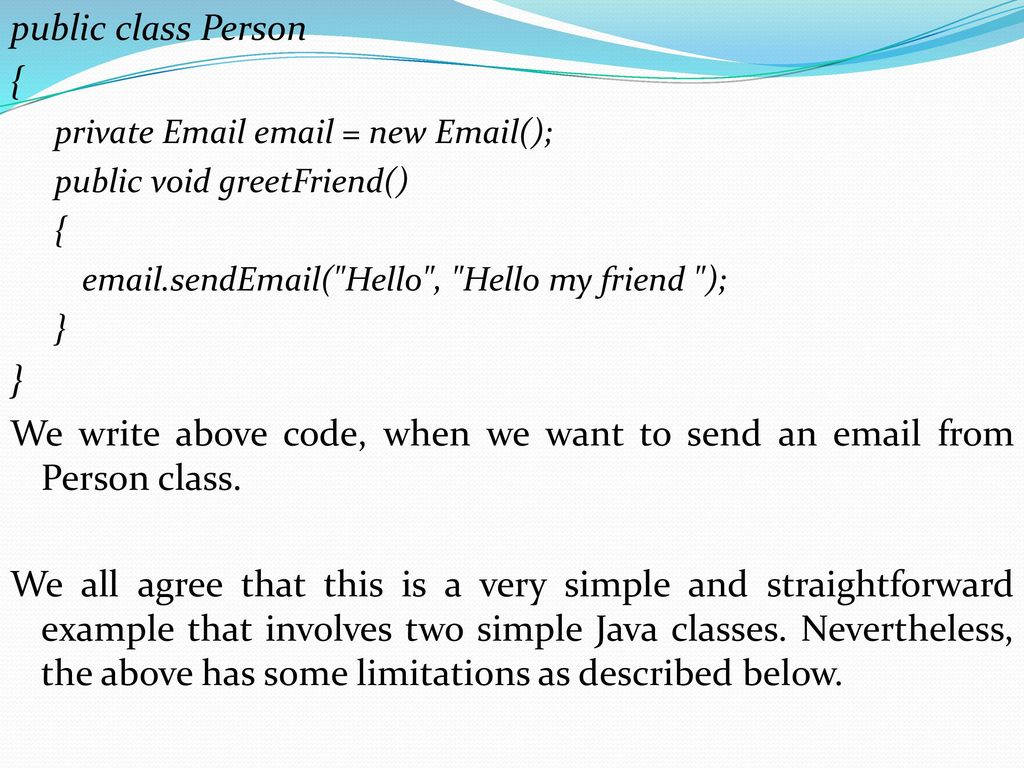 public class Person
{
private Email email = new Email();
public void greetFriend()
{
email.sendEmail("Hello", "Hello my friend ");
}
}
We write above code, when we want to send an email from
Person class.
We all agree that this is a very simple and straightforward
example that involves two simple Java classes. Nevertheless,
the above has some limitations as described below.